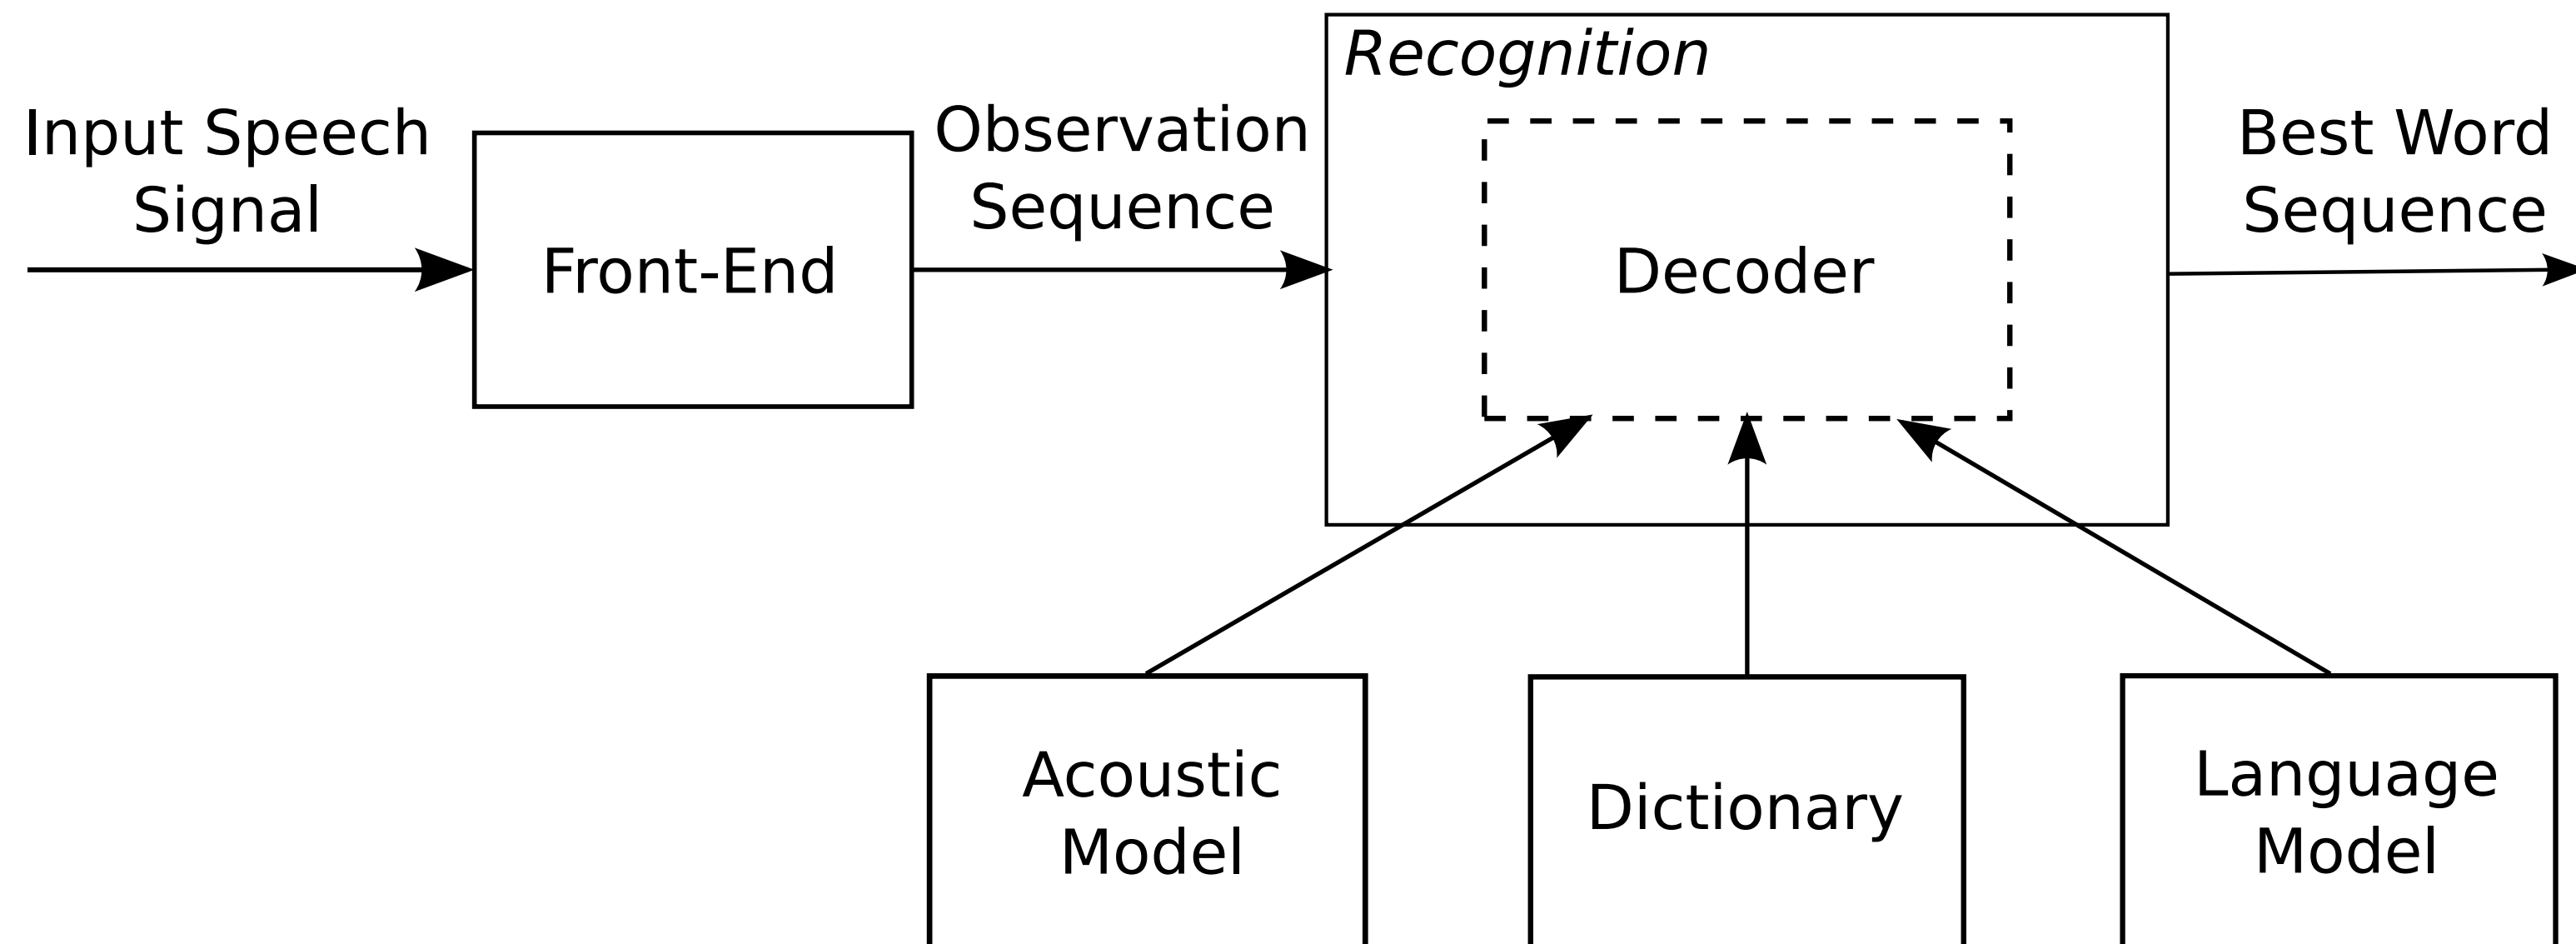 Recognition
Input Speech
Signal
Front-End
Observation
Sequence
Decoder
Best Word
Sequence
Acoustic
Model
Dictionary
Language
Model